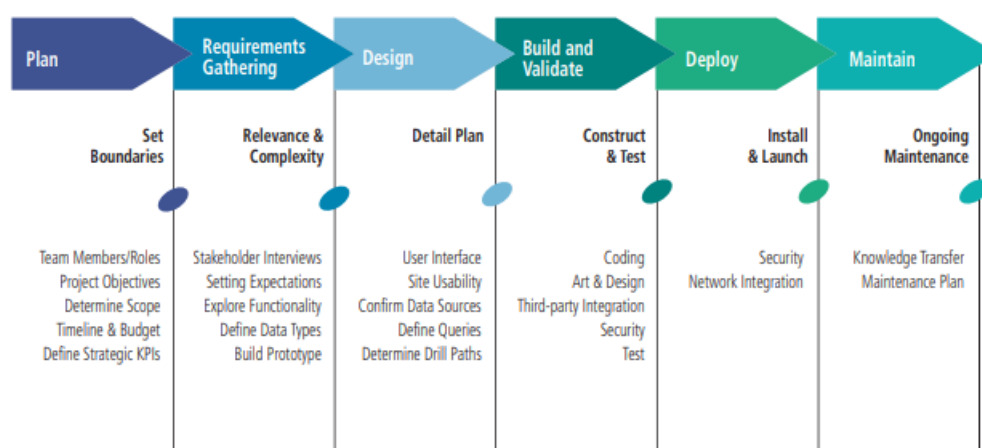 Plan
Requirements
Gathering
Design
Build and
Validate
Deploy
Maintain
Set
Boundaries
Relevance &
Complexity
Detail Plan
Construct
& Test
Install
& Launch
Ongoing
Maintenance
Team Members/Roles
Project Objectives
Determine Scope
Timeline & Budget
Define Strategic KPIs
Stakeholder Interviews
Setting Expectations
Explore Functionality
Define Data Types
Build Prototype
User Interface
Site Usability
Confirm Data Sources
Define Queries
Determine Drill Paths
Coding
Art & Design
Third-party Integration
Security
Test
Security
Network Integration
Knowledge Transfer
Maintenance Plan